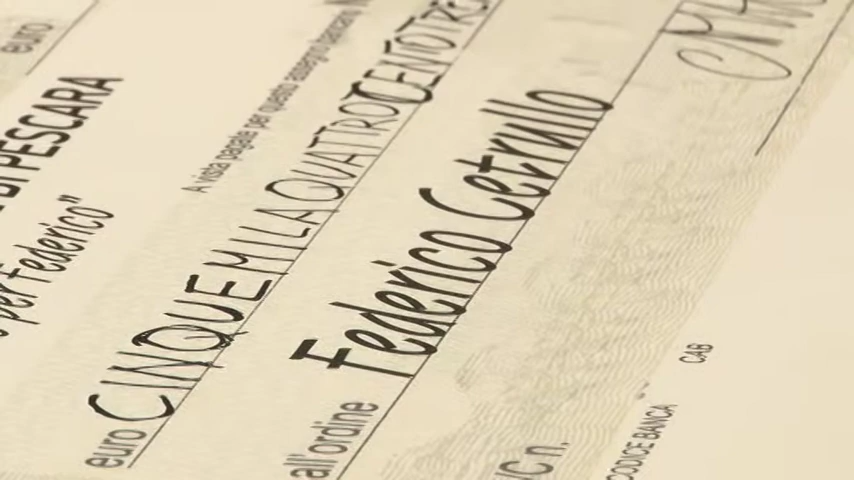 euro
DI PESCARA
per Federico"
A vista pagate per questo assegno bancario
euro CINQUEMILAQUATTROCENTOTRE
all'ordine Federico Cetrullo
/C n.
CODICE BANCA
CAB